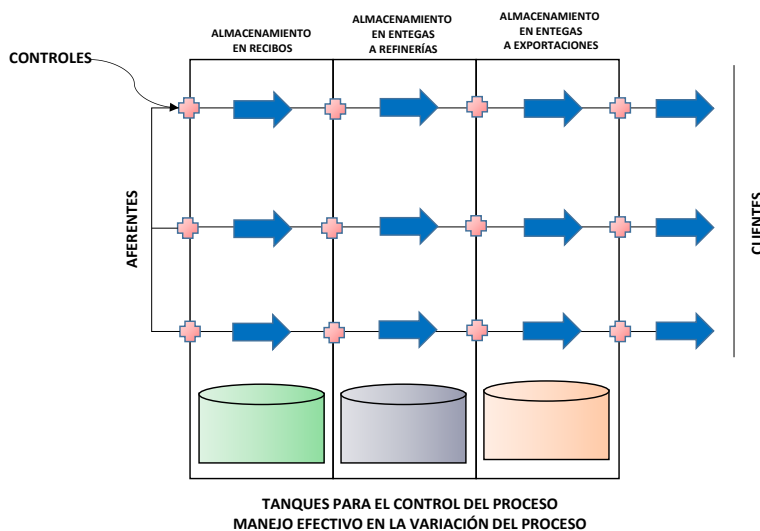 ALMACENAMIENTO
EN RECIBOS
ALMACENAMIENTO
EN ENTEGAS
A REFINERÍAS
ALMACENAMIENTO
EN ENTEGAS
A EXPORTACIONES
CONTROLES
AFERENTES
CLIENTES
TANQUES PARA EL CONTROL DEL PROCESO
MANEJO EFECTIVO EN LA VARIACIÓN DEL PROCESO